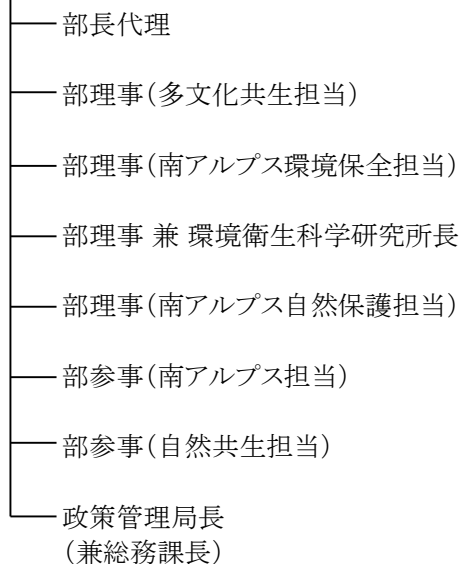 部長代理
部理事(多文化共生担当)
部理事(南アルプス環境保全担当)
部理事 兼 環境衛生科学研究所長
部理事(南アルプス自然保護担当)
部参事(南アルプス担当)
部参事(自然共生担当)
政策管理局長
(兼総務課長)